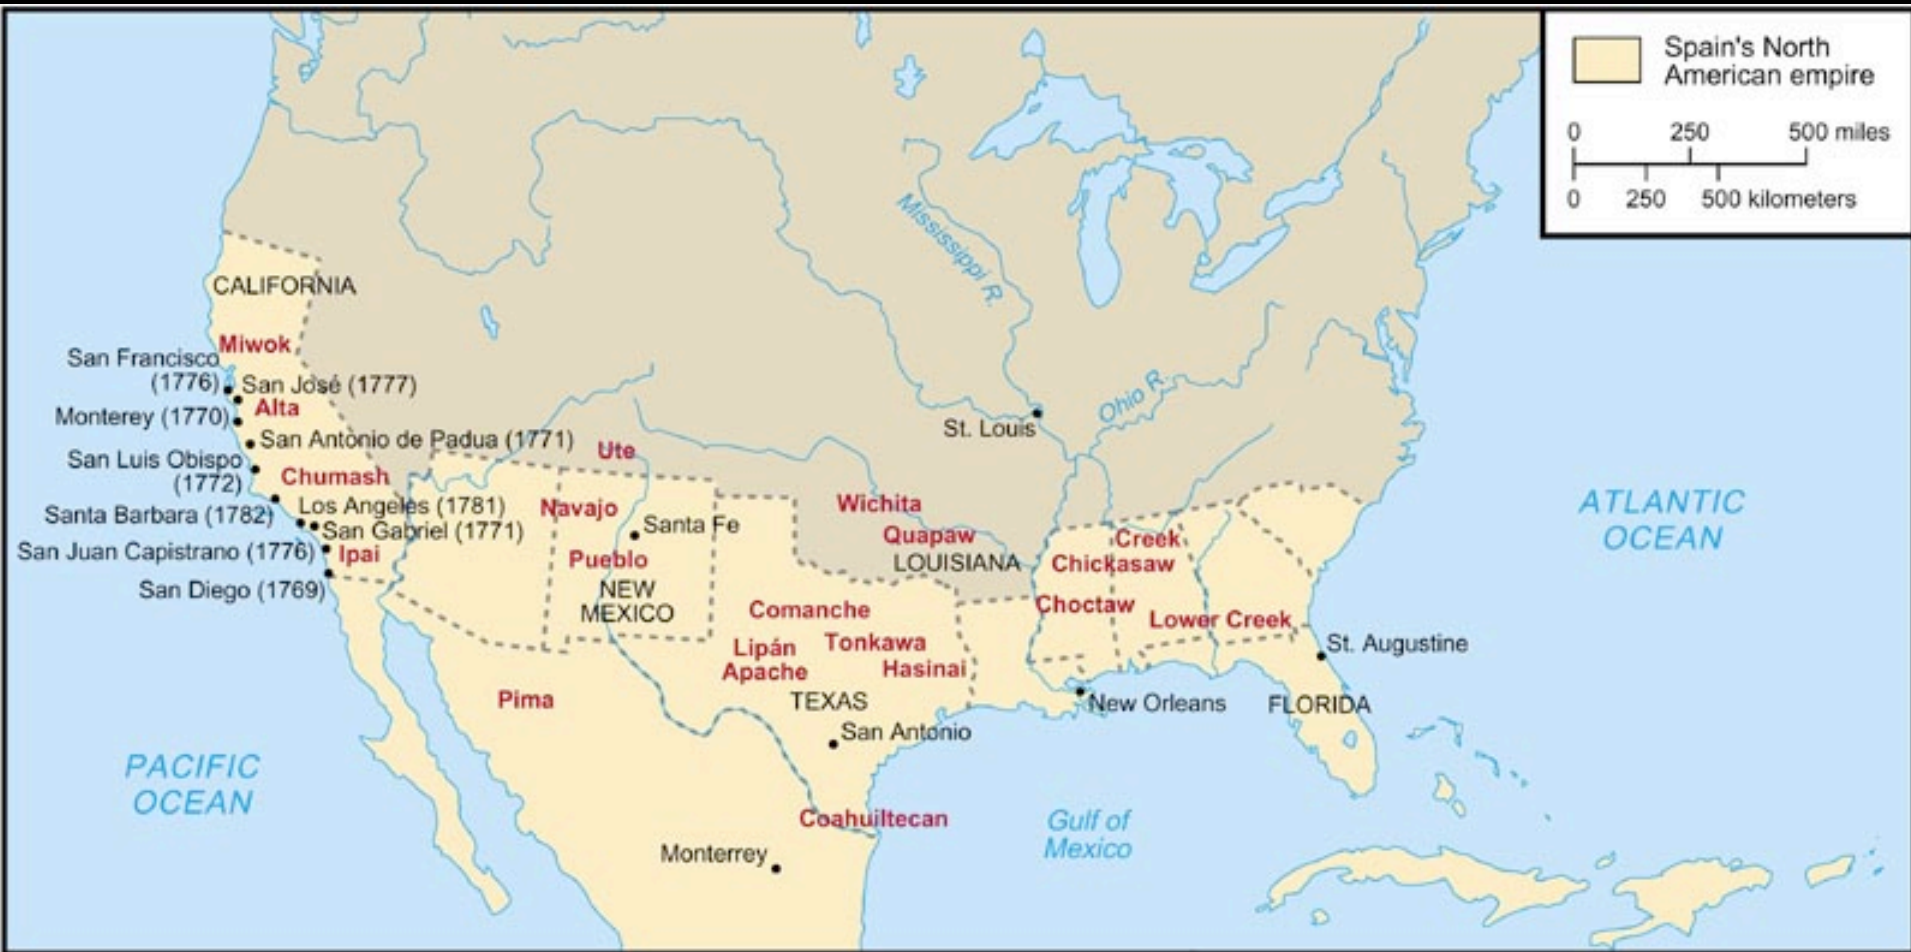 Spain's North
American empire
0 250 500 miles
0 250 500 kilometers
Mississippi R.
CALIFORNIA
Miwok
San Francisco
(1776)
San José (1777)
Alta
Monterey (1770)
San Antonio de Padua (1771)
San Luis Obispo
(1772)
Chumash
Los Angeles (1781)
Santa Barbara (1782)
San Gabriel (1771)
San Juan Capistrano (1776)
Ipai
San Diego (1769)
Ute
Navajo
Santa Fe
Pueblo
NEW
MEXICO
Pima
Ohio R.
St. Louis
Wichita
Quapaw
LOUISIANA
Comanche
Lipán
Apache
Tonkawa
Hasinai
TEXAS
San Antonio
Coahuiltecan
Monterrey
Creek
Chickasaw
Choctaw
Lower Creek
St. Augustine
New Orleans
FLORIDA
ATLANTIC
OCEAN
PACIFIC
OCEAN
Gulf of
Mexico